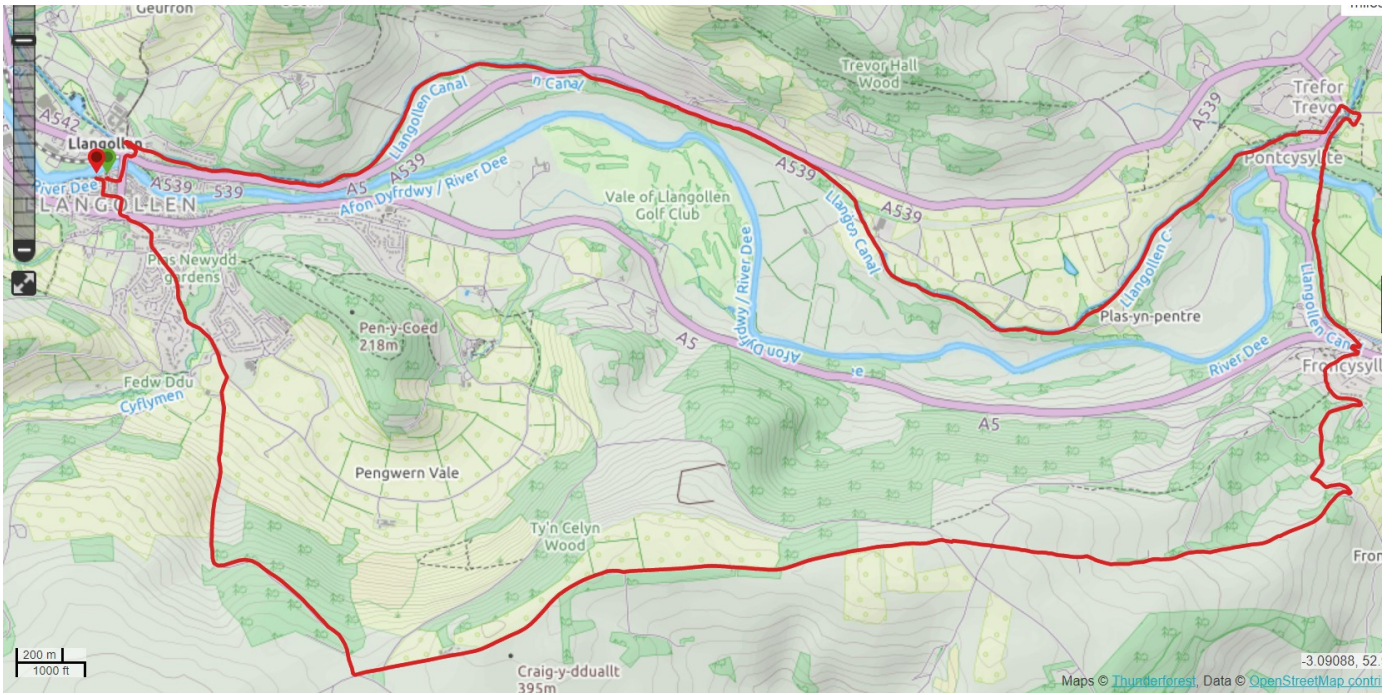 Geurron
Trevor Hall
Wood
Trefor
Trevor
A542
A539
Llangollen Canal
n Canal
Llangollen
River Dee
A539
539
A5
A539
Afon Dyfrdwy / River Dee
LLANGOLLEN
A539
A539
Pontcysyllte
Vale of Llangollen
Golf Club
Llangollen Canal
Llangollen C.
Afon Dyfrdwy / River Dee
Plas Newydd
gardens
Pen-y-Coed
218m
A5
Plas-yn-pentre
Llangollen Can
River Dee
ee
Froncysyll
Fedw Ddu
Cyflymen
A5
Pengwern Vale
Ty'n Celyn
Wood
Fron
Craig-y-dduallt
395m
200 m
1000 ft
-3.09088, 52.
Maps © Thunderforest, Data © OpenStreetMap contri